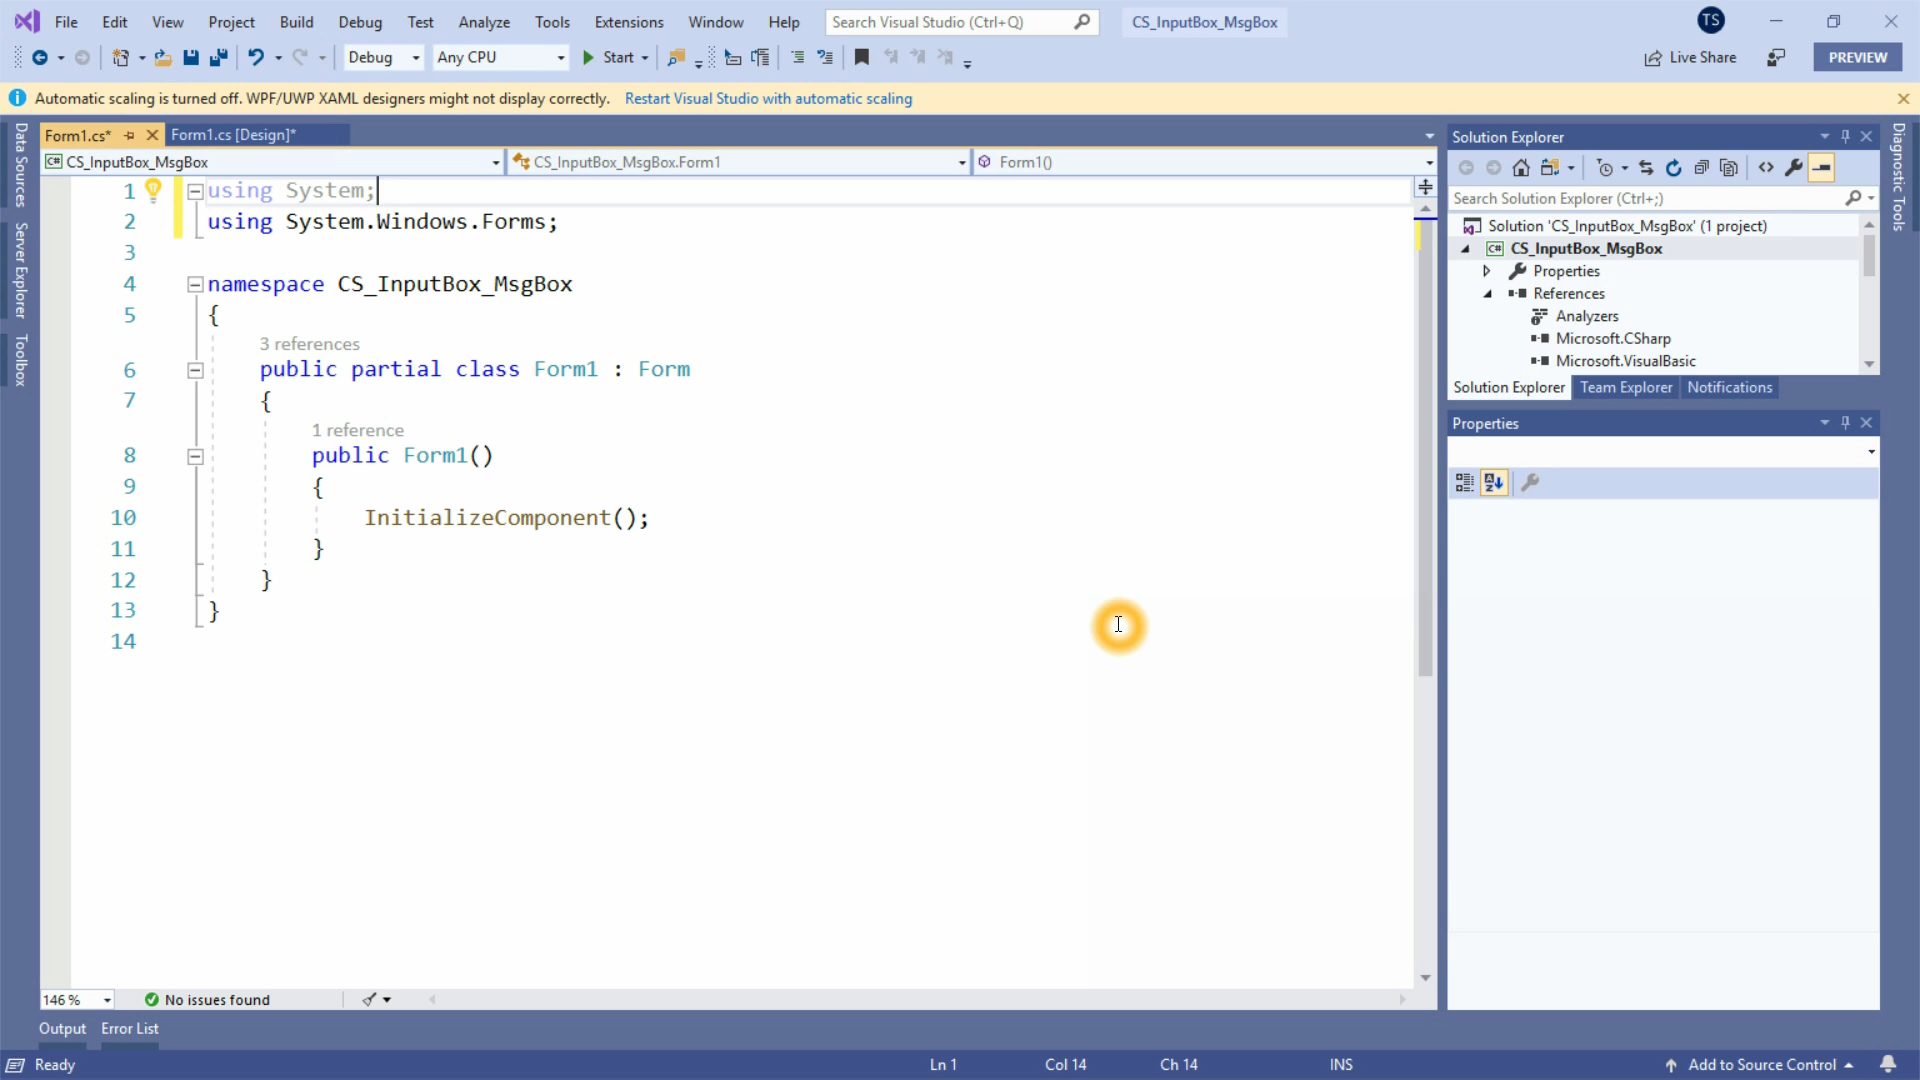 File Edit View Project Build Debug Test Analyze Tools Extensions Window Help Search Visual Studio (Ctrl+Q) CS_InputBox_MsgBox TS
Debug Any CPU Start Live Share PREVIEW
Automatic scaling is turned off. WPF/UWP XAML designers might not display correctly. Restart Visual Studio with automatic scaling
Data Sources
Server Explorer
Toolbox
Form1.cs* Form1.cs [Design]*
C# CS_InputBox_MsgBox CS_InputBox_MsgBox.Form1 Form1()
1 using System;
2 using System.Windows.Forms;
3
4 namespace CS_InputBox_MsgBox
5 {
3 references
6 public partial class Form1 : Form
7 {
1 reference
8 public Form1()
9 {
10 InitializeComponent();
11 }
12 }
13 }
14
146 % No issues found
Solution Explorer
Search Solution Explorer (Ctrl+;)
Solution 'CS_InputBox_MsgBox' (1 project)
C# CS_InputBox_MsgBox
Properties
References
Analyzers
Microsoft.CSharp
Microsoft.VisualBasic
Solution Explorer Team Explorer Notifications
Properties
Diagnostic Tools
Output Error List
Ready Ln 1 Col 14 Ch 14 INS Add to Source Control